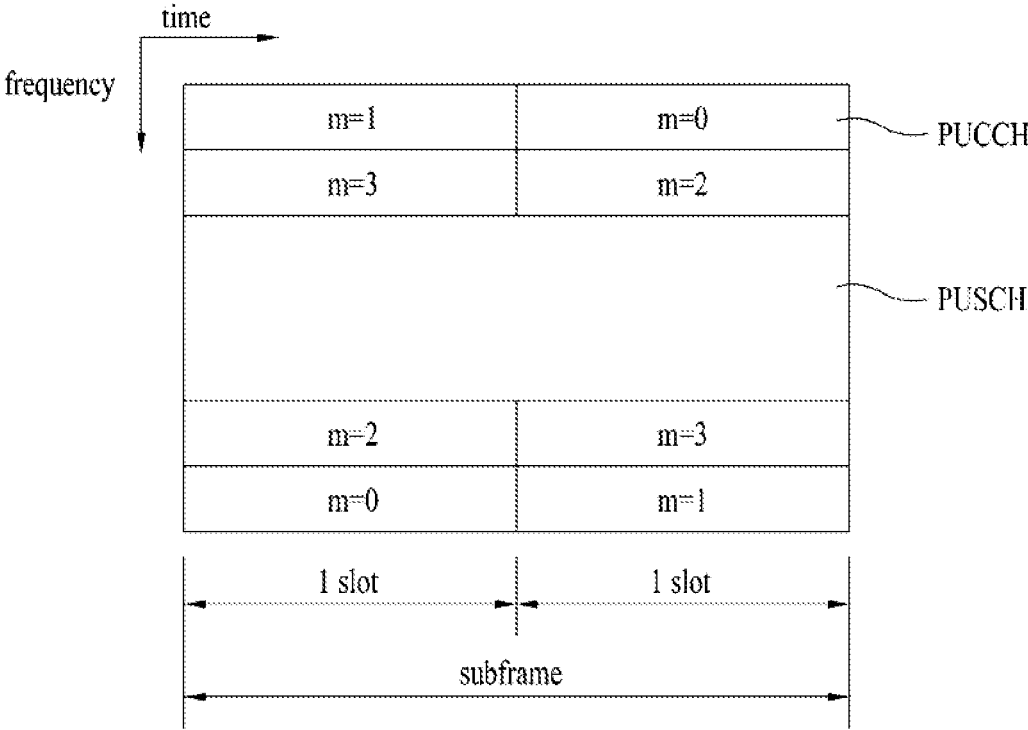 time
frequency
m=1 m=0
PUCCH
m=3 m=2
PUSCH
m=2 m=3
m=0 m=1
1 slot 1 slot
subframe